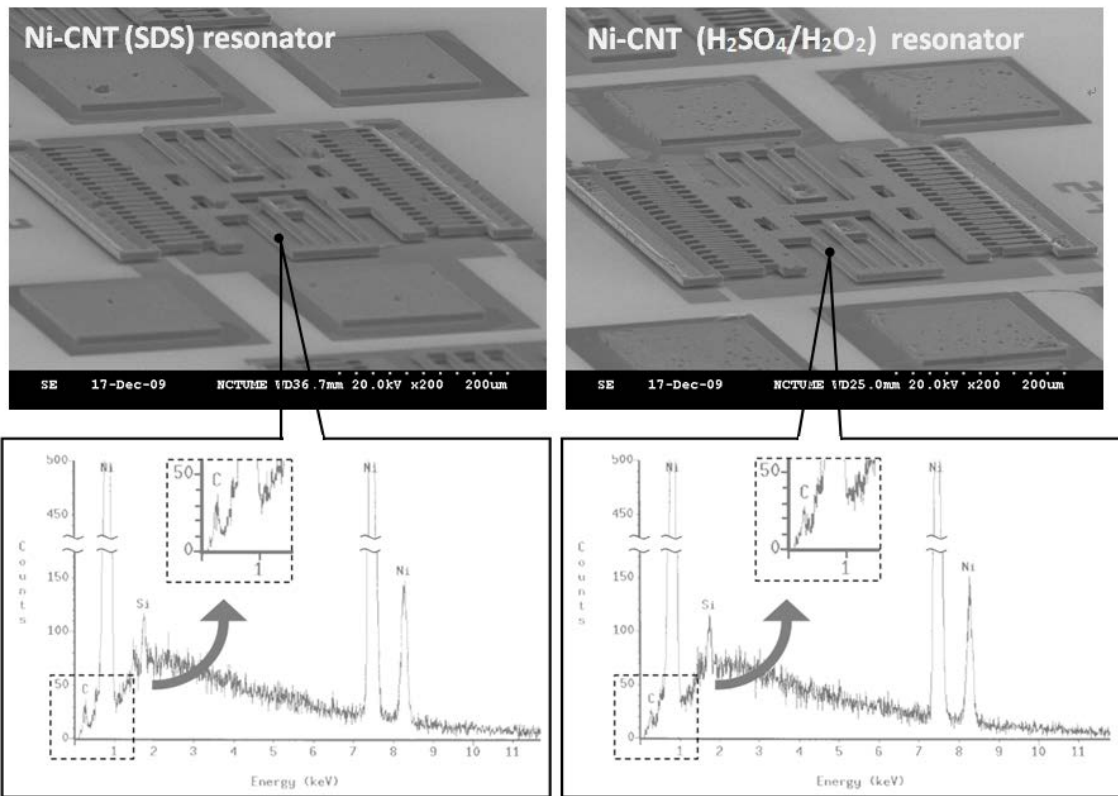 Ni-CNT (SDS) resonator
SE 17-Dec-09 NCTUME WD36.7mm 20.0kV x200 200um
Ni-CNT (H₂SO₄/H₂O₂) resonator
SE 17-Dec-09 NCTUME WD25.0mm 20.0kV x200 200um
500
450
150
100
50
0
Counts
Ni
C
Si
Ni
Ni
50
C
0
1
1 2 3 4 5 6 7 8 9 10 11
Energy (keV)
500
450
150
100
50
0
Counts
Ni
C
Si
Ni
Ni
50
C
0
1
1 2 3 4 5 6 7 8 9 10 11
Energy (keV)